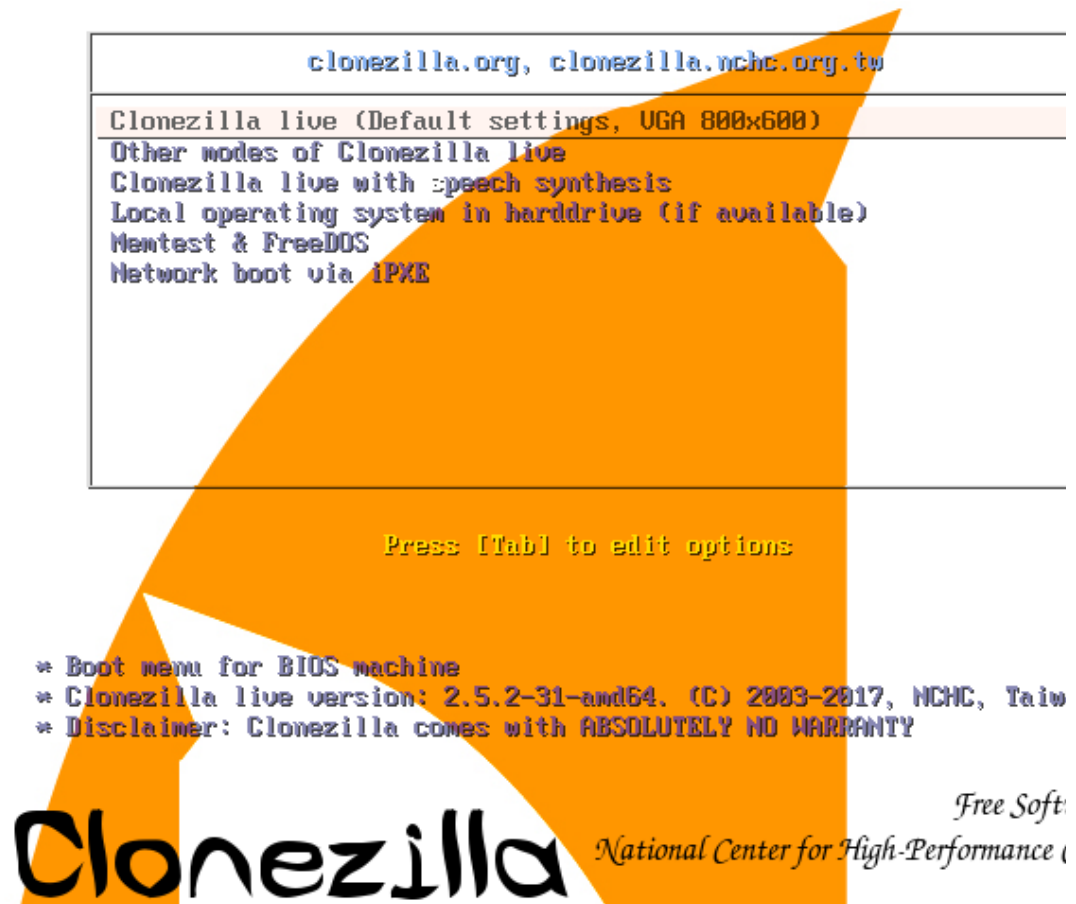 clonezilla.org, clonezilla.nchc.org.tw
Clonezilla live (Default settings, VGA 800x600)
Other modes of Clonezilla live
Clonezilla live with speech synthesis
Local operating system in harddrive (if available)
Memtest & FreeDOS
Network boot via iPXE
Press [Tab] to edit options
* Boot menu for BIOS machine
* Clonezilla live version: 2.5.2-31-amd64. (C) 2003-2017, NCHC, Taiw
* Disclaimer: Clonezilla comes with ABSOLUTELY NO WARRANTY
Free Soft
Clonezilla
National Center for High-Performance